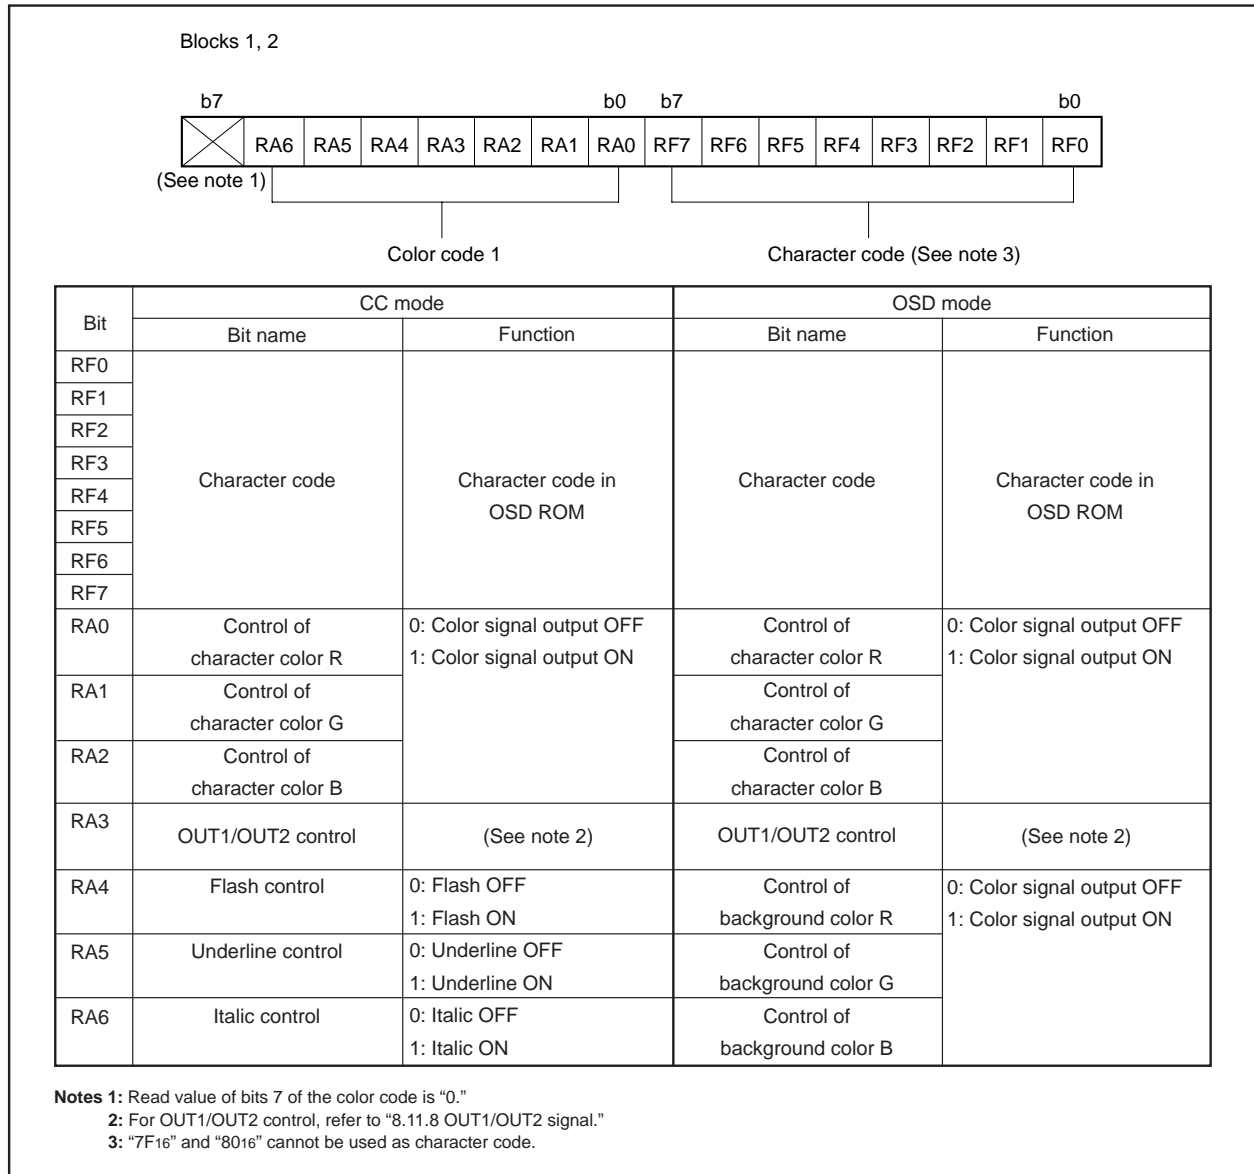 Blocks 1, 2
b7 b0 b7 b0
RA6 RA5 RA4 RA3 RA2 RA1 RA0 RF7 RF6 RF5 RF4 RF3 RF2 RF1 RF0
(See note 1)
Color code 1 Character code (See note 3)
Bit CC mode OSD mode
Bit name Function Bit name Function
RF0
RF1
RF2
RF3
RF4
RF5
RF6
RF7
Character code
Character code in
OSD ROM
Character code
Character code in
OSD ROM
RA0 Control of 0: Color signal output OFF Control of 0: Color signal output OFF
character color R 1: Color signal output ON character color R 1: Color signal output ON
RA1 Control of Control of
character color G character color G
RA2 Control of Control of
character color B character color B
RA3 OUT1/OUT2 control (See note 2) OUT1/OUT2 control (See note 2)
RA4 Flash control 0: Flash OFF Control of 0: Color signal output OFF
1: Flash ON background color R 1: Color signal output ON
RA5 Underline control 0: Underline OFF Control of
1: Underline ON background color G
RA6 Italic control 0: Italic OFF Control of
1: Italic ON background color B
Notes 1: Read value of bits 7 of the color code is “0.”
2: For OUT1/OUT2 control, refer to “8.11.8 OUT1/OUT2 signal.”
3: “7F16” and “8016” cannot be used as character code.